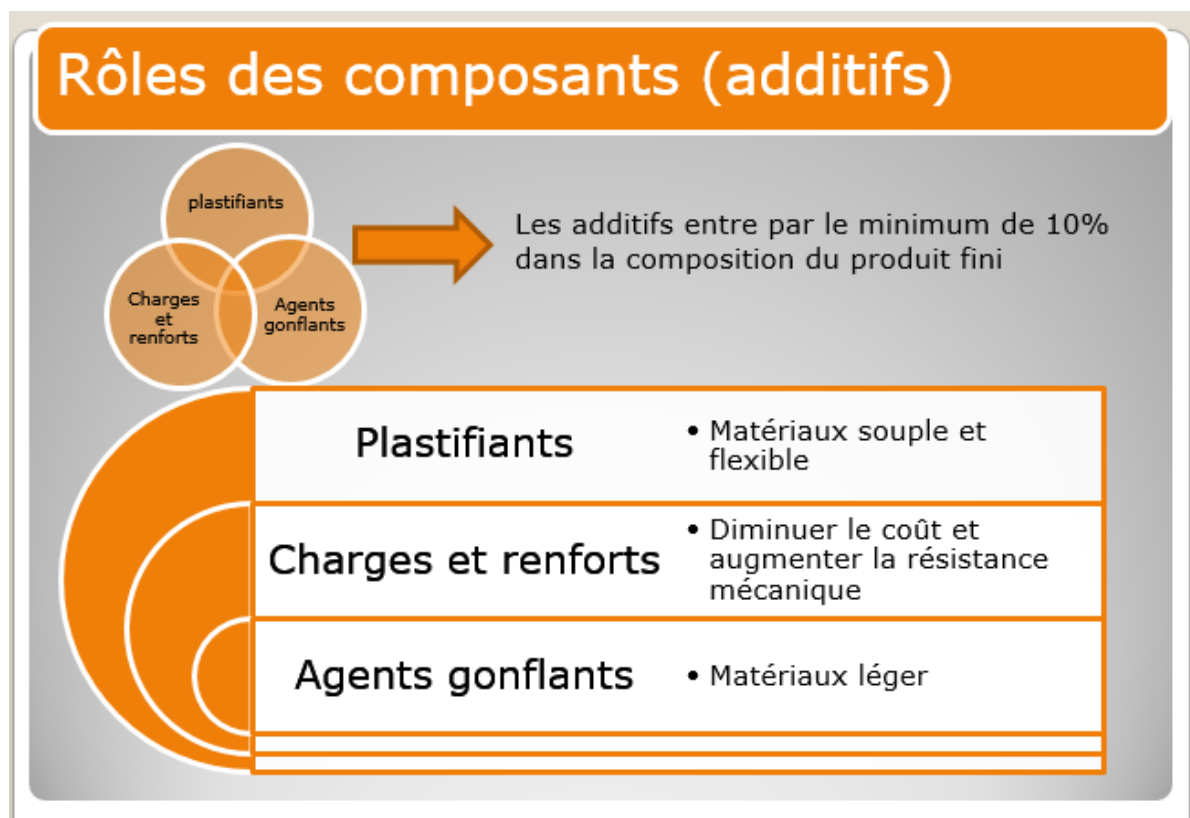 Rôles des composants (additifs)
plastifiants
Charges
et
renforts
Agents
gonflants
Les additifs entre par le minimum de 10%
dans la composition du produit fini
Plastifiants
• Matériaux souple et
flexible
Charges et renforts
• Diminuer le coût et
augmenter la résistance
mécanique
Agents gonflants
• Matériaux léger